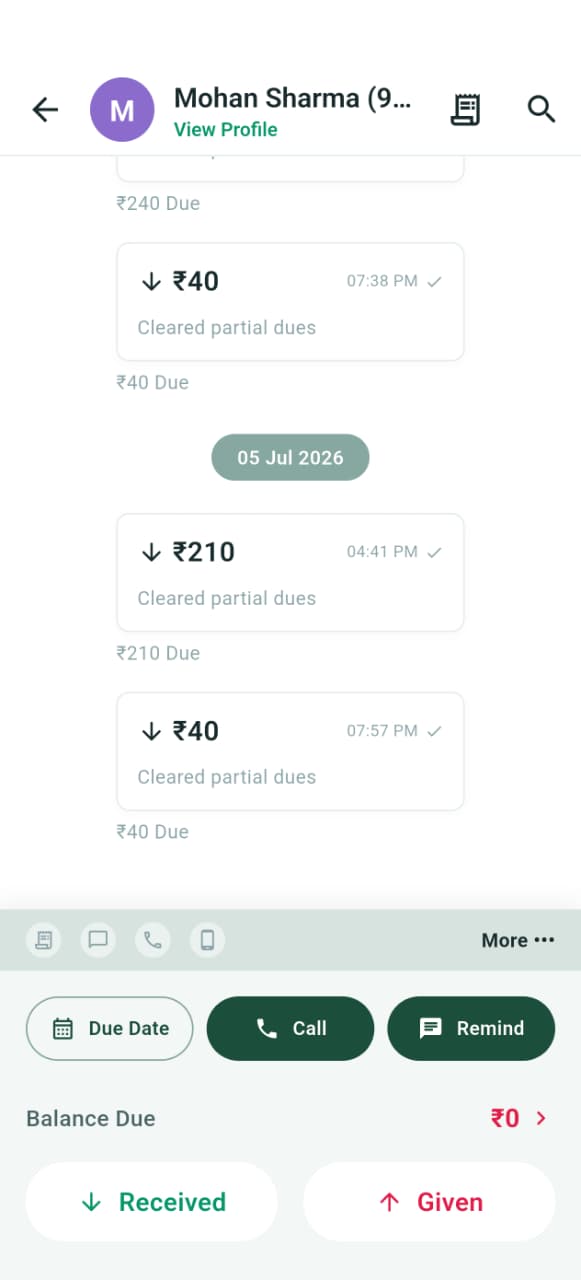 M
Mohan Sharma (9...
View Profile
₹240 Due
↓ ₹40 07:38 PM ✓
Cleared partial dues
₹40 Due
05 Jul 2026
↓ ₹210 04:41 PM ✓
Cleared partial dues
₹210 Due
↓ ₹40 07:57 PM ✓
Cleared partial dues
₹40 Due
More ···
Due Date Call Remind
Balance Due ₹0 >
↓ Received ↑ Given